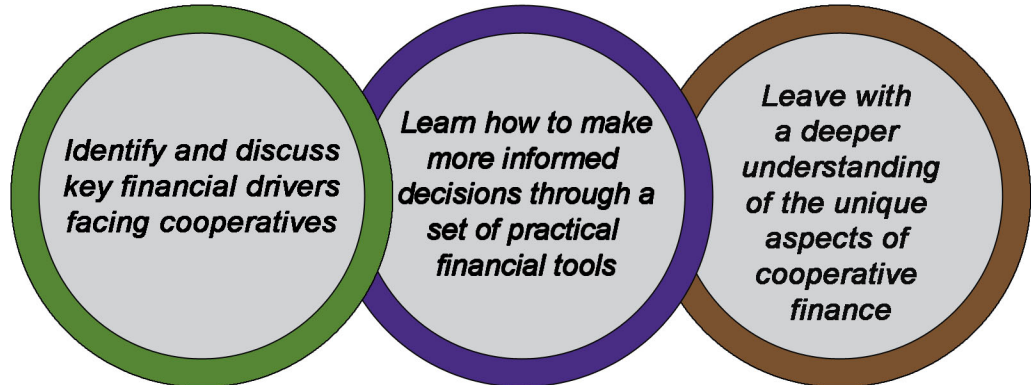 Identify and discuss
key financial drivers
facing cooperatives
Learn how to make
more informed
decisions through a
set of practical
financial tools
Leave with
a deeper
understanding
of the unique
aspects of
cooperative
finance